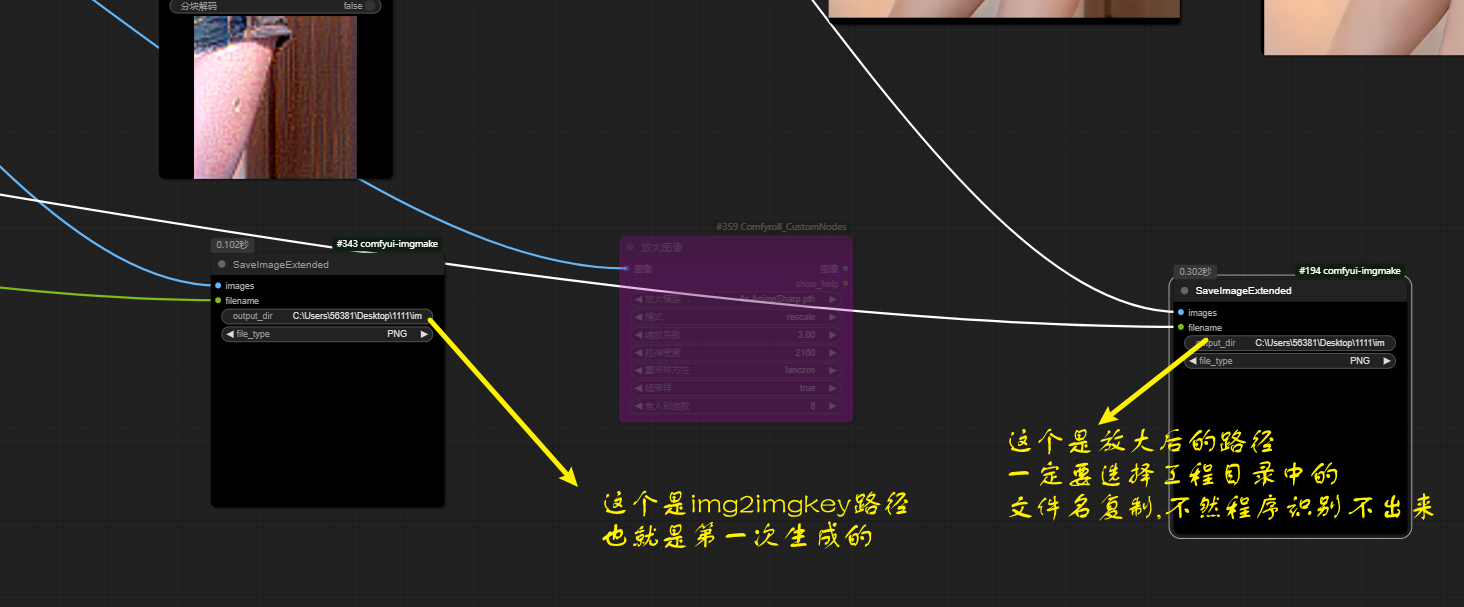 分块解码 false
#359 Comfyroll_CustomNodes
放大图像
图像 图像
show_help
放大模型 4x-AnimeSharp.pth
模式 rescale
缩放系数 3.00
拉伸宽度 2160
重采样方法 lanczos
超采样 true
舍入到倍数 8
0.102秒 #343 comfyui-imgmake
SaveImageExtended
images
filename
output_dir C:\Users\56381\Desktop\1111\im
file_type PNG
0.302秒 #194 comfyui-imgmake
SaveImageExtended
images
filename
output_dir C:\Users\56381\Desktop\1111\im
file_type PNG
这个是img2imgkey路径
也就是第一次生成的
这个是放大后的路径
一定要选择工程目录中的
文件名复制,不然程序识别不出来